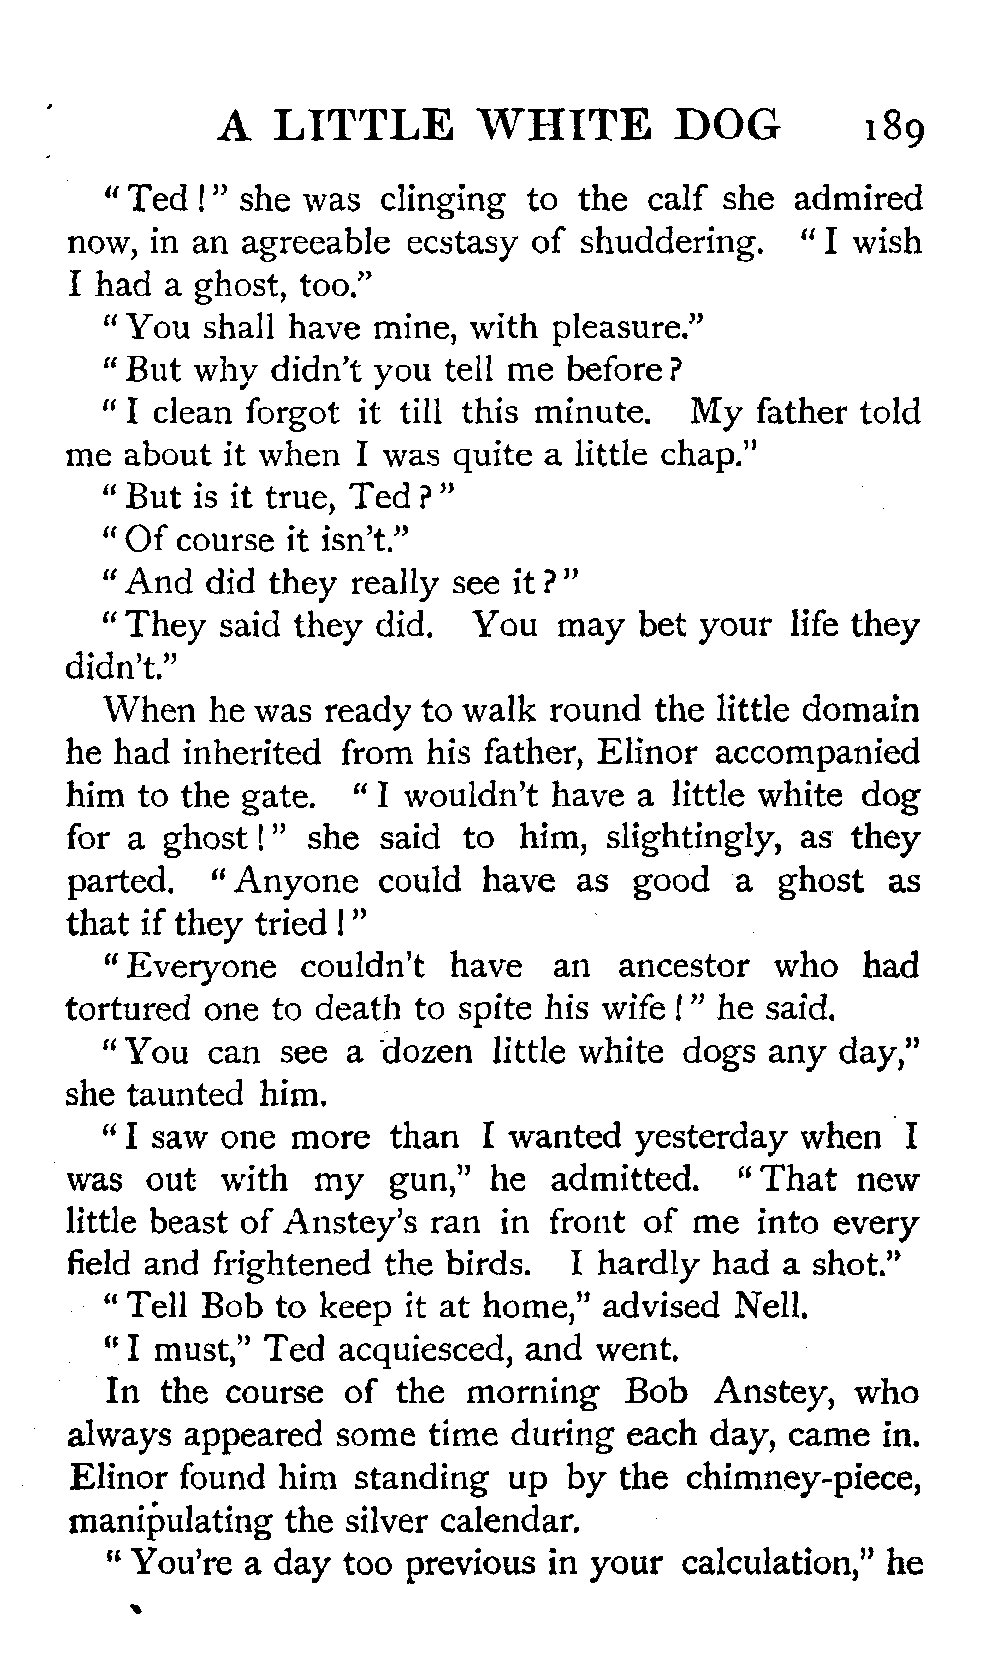 A LITTLE WHITE DOG 189
"Ted!" she was clinging to the calf she admired
now, in an agreeable ecstasy of shuddering. "I wish
I had a ghost, too."
"You shall have mine, with pleasure."
"But why didn't you tell me before?
"I clean forgot it till this minute. My father told
me about it when I was quite a little chap."
"But is it true, Ted?"
"Of course it isn't."
"And did they really see it?"
"They said they did. You may bet your life they
didn't."
When he was ready to walk round the little domain
he had inherited from his father, Elinor accompanied
him to the gate. "I wouldn't have a little white dog
for a ghost!" she said to him, slightingly, as they
parted. "Anyone could have as good a ghost as
that if they tried!"
"Everyone couldn't have an ancestor who had
tortured one to death to spite his wife!" he said.
"You can see a dozen little white dogs any day,"
she taunted him.
"I saw one more than I wanted yesterday when I
was out with my gun," he admitted. "That new
little beast of Anstey's ran in front of me into every
field and frightened the birds. I hardly had a shot."
"Tell Bob to keep it at home," advised Nell.
"I must," Ted acquiesced, and went.
In the course of the morning Bob Anstey, who
always appeared some time during each day, came in.
Elinor found him standing up by the chimney-piece,
manipulating the silver calendar.
"You're a day too previous in your calculation," he